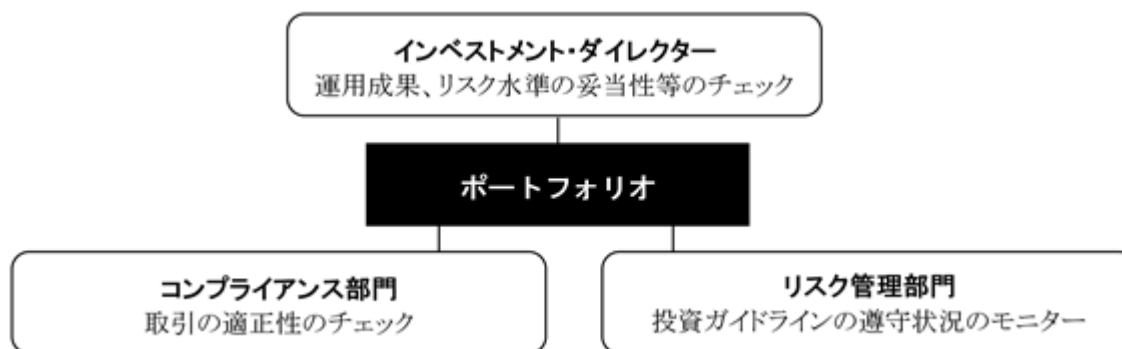 インベストメント・ダイレクター
運用成果、リスク水準の妥当性等のチェック
ポートフォリオ
コンプライアンス部門
取引の適正性のチェック
リスク管理部門
投資ガイドラインの遵守状況のモニター